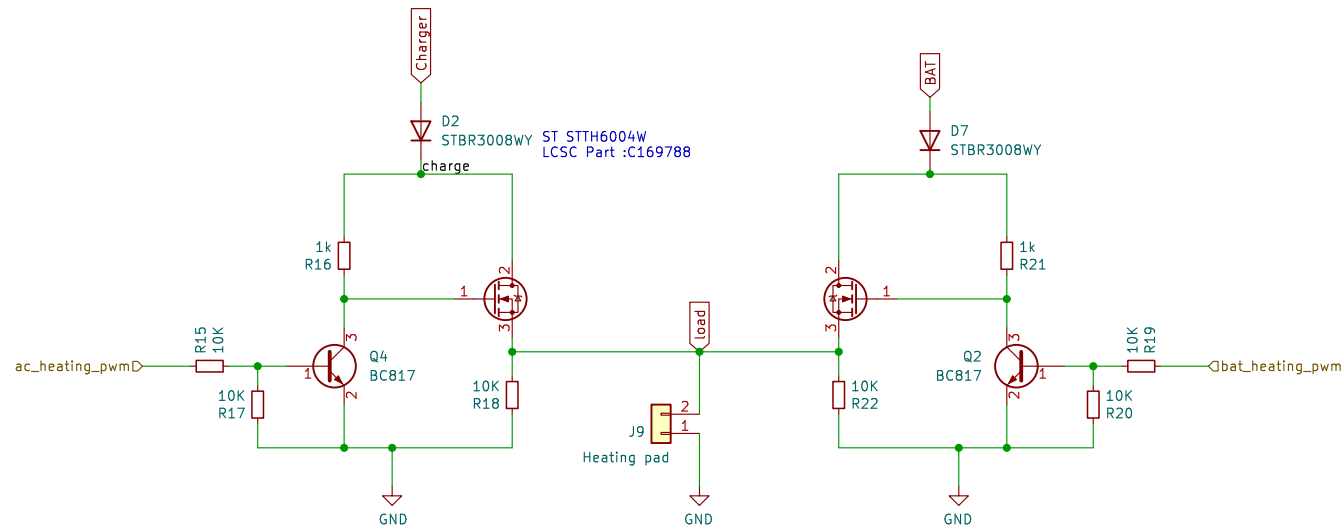 Charger
BAT
D2
STBR3008WY
ST STTH6004W
LCSC Part :C169788
D7
STBR3008WY
charge
1k
R16
2
1
3
2
1
3
1k
R21
load
R15
10K
ac_heating_pwm
3
1
2
Q4
BC817
10K
R17
10K
R18
2
1
J9
Heating pad
10K
R22
Q2
BC817
3
1
2
10K
R19
bat_heating_pwm
10K
R20
GND
GND
GND